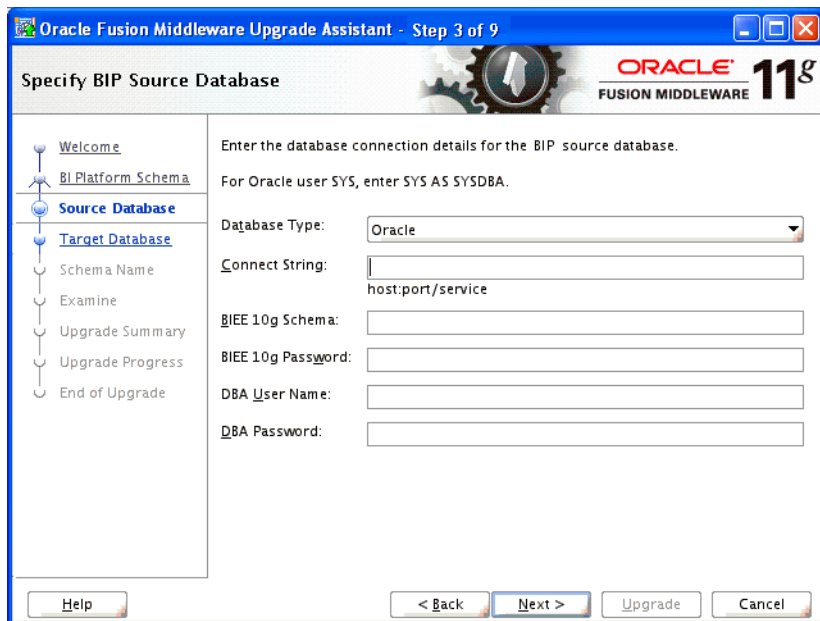 Oracle Fusion Middleware Upgrade Assistant - Step 3 of 9
Specify BIP Source Database
ORACLE
FUSION MIDDLEWARE 11g
Welcome
BI Platform Schema
Source Database
Target Database
Schema Name
Examine
Upgrade Summary
Upgrade Progress
End of Upgrade
Enter the database connection details for the BIP source database.
For Oracle user SYS, enter SYS AS SYSDBA.
Database Type: Oracle
Connect String:
host:port/service
BIEE 10g Schema:
BIEE 10g Password:
DBA User Name:
DBA Password:
Help < Back Next > Upgrade Cancel